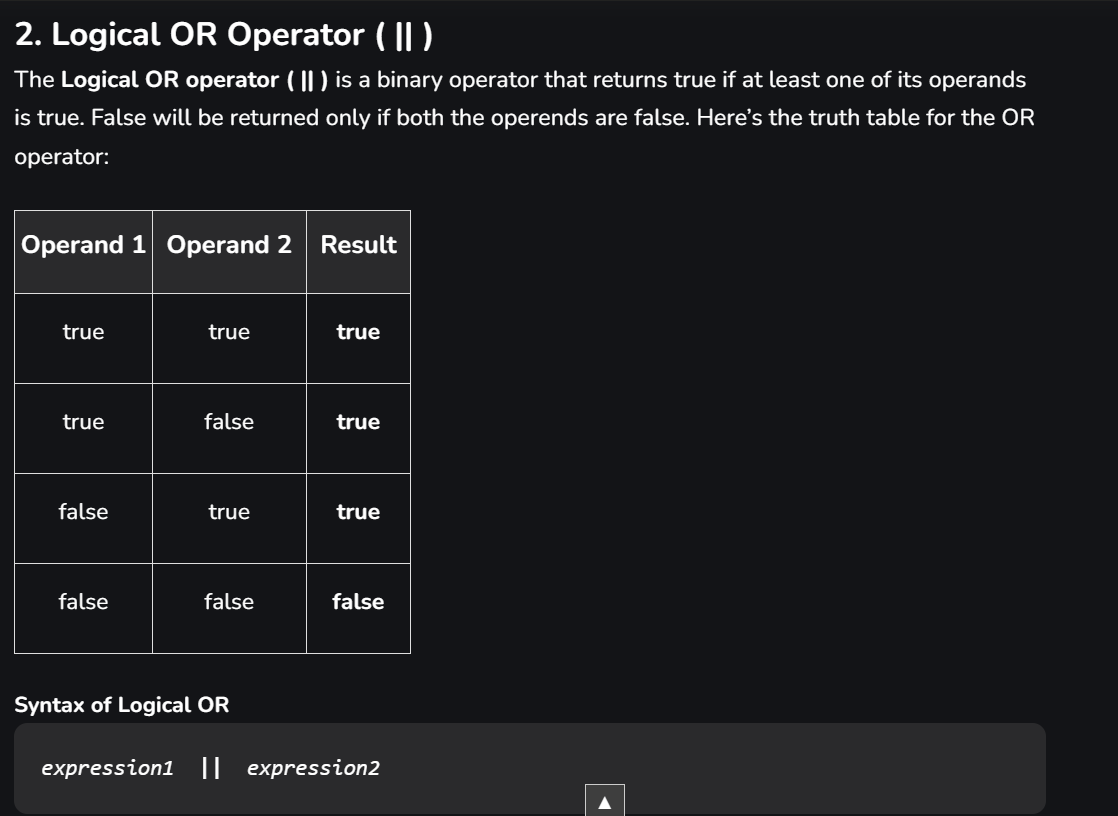 2. Logical OR Operator ( || )
The Logical OR operator ( || ) is a binary operator that returns true if at least one of its operands
is true. False will be returned only if both the operends are false. Here’s the truth table for the OR
operator:
Operand 1 Operand 2 Result
true true true
true false true
false true true
false false false
Syntax of Logical OR
expression1 || expression2